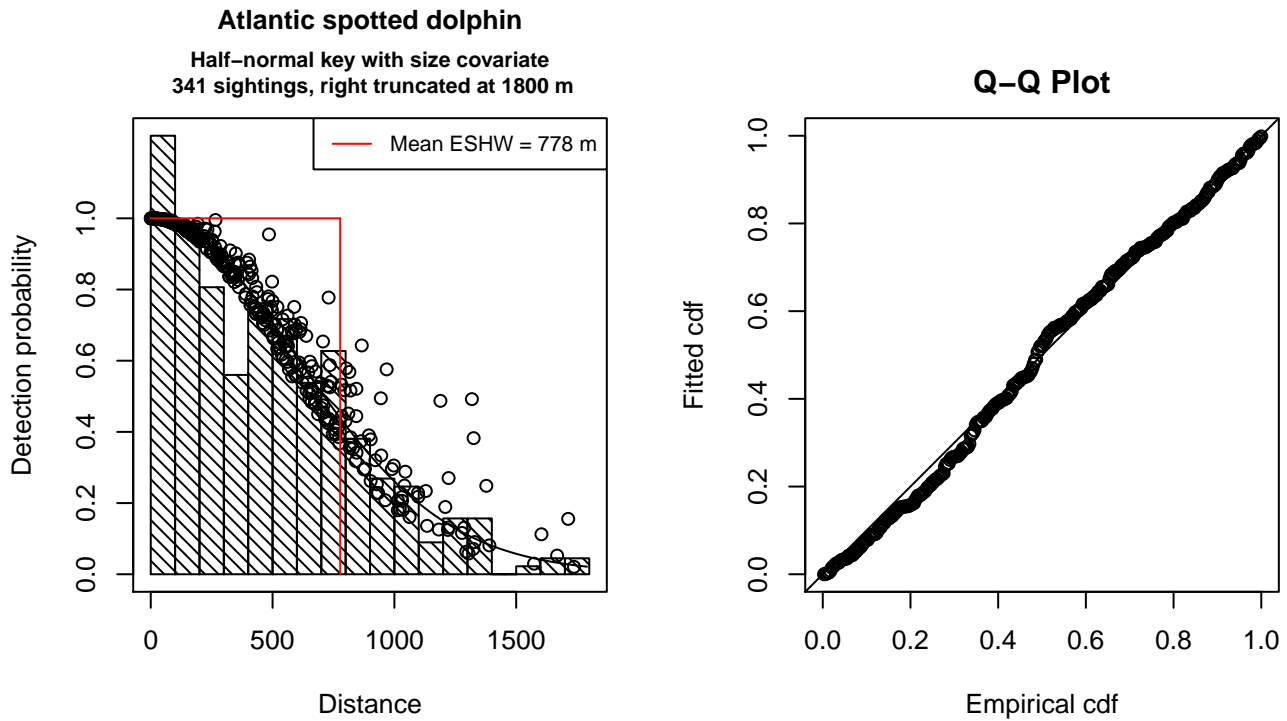 Atlantic spotted dolphin
Half−normal key with size covariate
341 sightings, right truncated at 1800 m
Mean ESHW = 778 m
Detection probability
1.0
0.8
0.6
0.4
0.2
0.0
0 500 1000 1500
Distance
Q−Q Plot
Fitted cdf
1.0
0.8
0.6
0.4
0.2
0.0
0.0 0.2 0.4 0.6 0.8 1.0
Empirical cdf